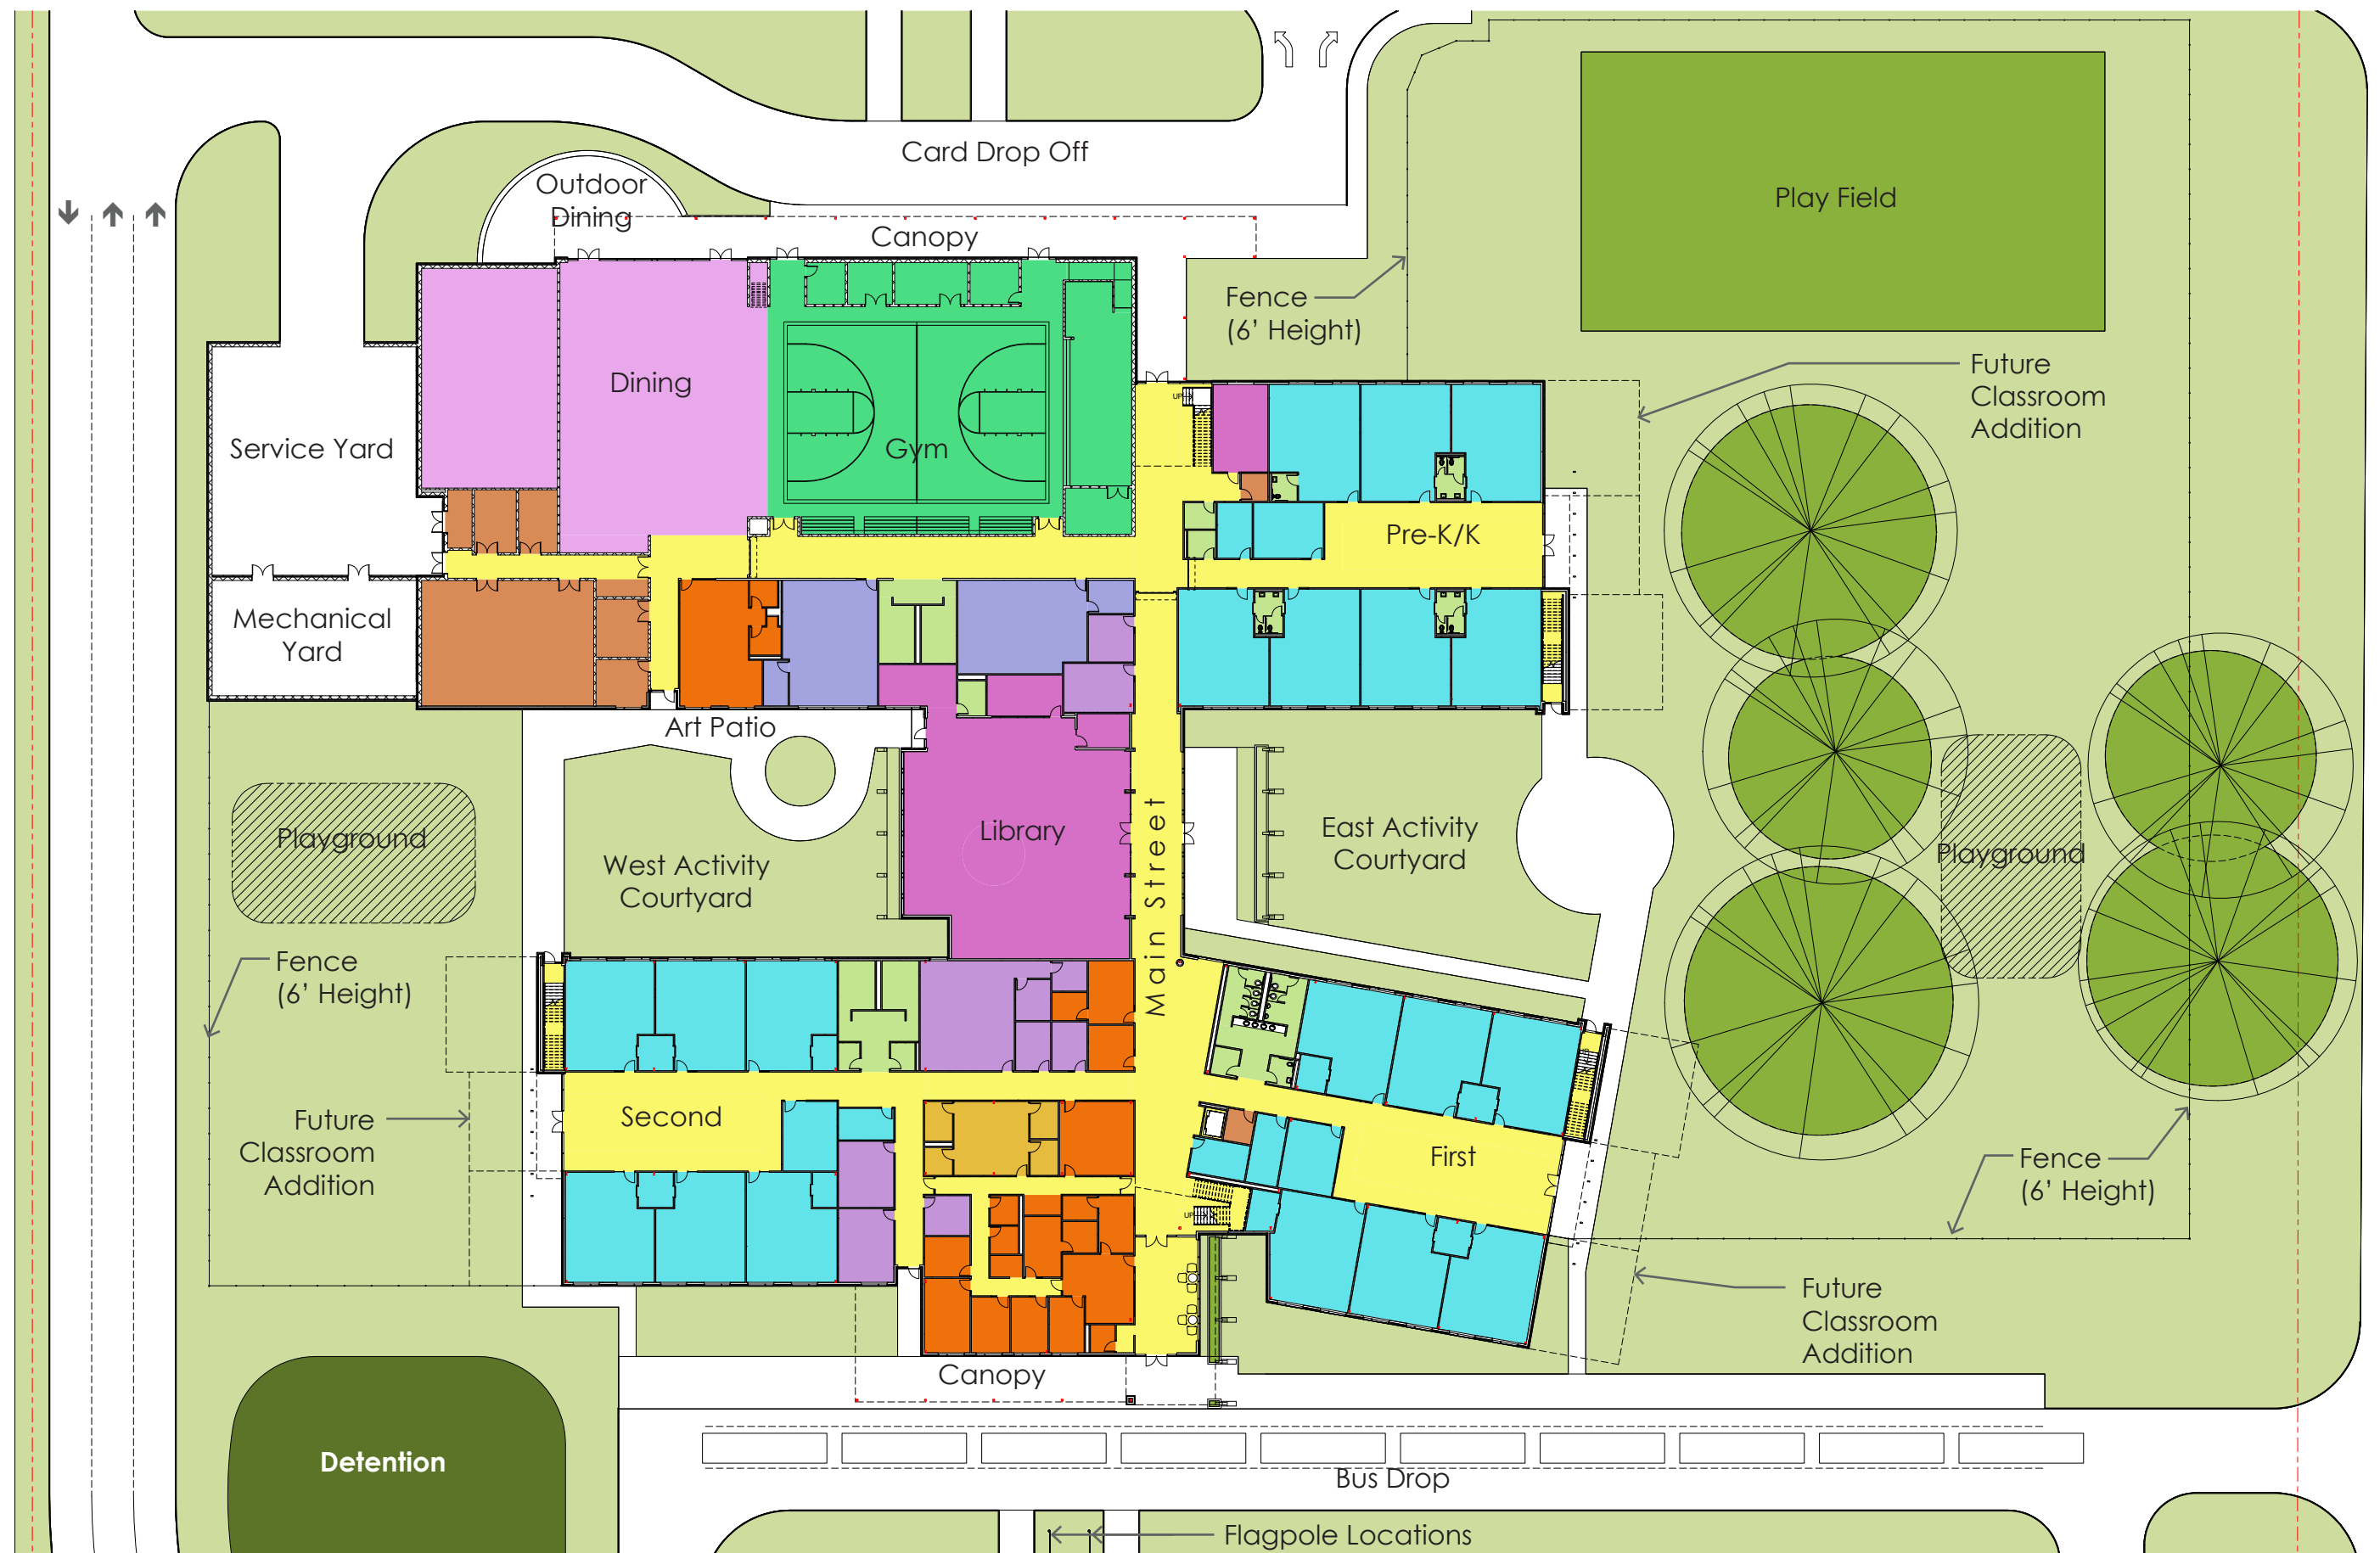 Card Drop Off
Outdoor
Dining
Canopy
Play Field
Fence
(6’ Height)
Future
Classroom
Addition
Dining
Gym
Service Yard
UP
Pre-K/K
Mechanical
Yard
Art Patio
Playground
West Activity
Courtyard
Library
Main Street
East Activity
Courtyard
Playground
Fence
(6’ Height)
Future
Classroom
Addition
Second
First
Fence
(6’ Height)
UP
Future
Classroom
Addition
Canopy
Detention
Bus Drop
Flagpole Locations